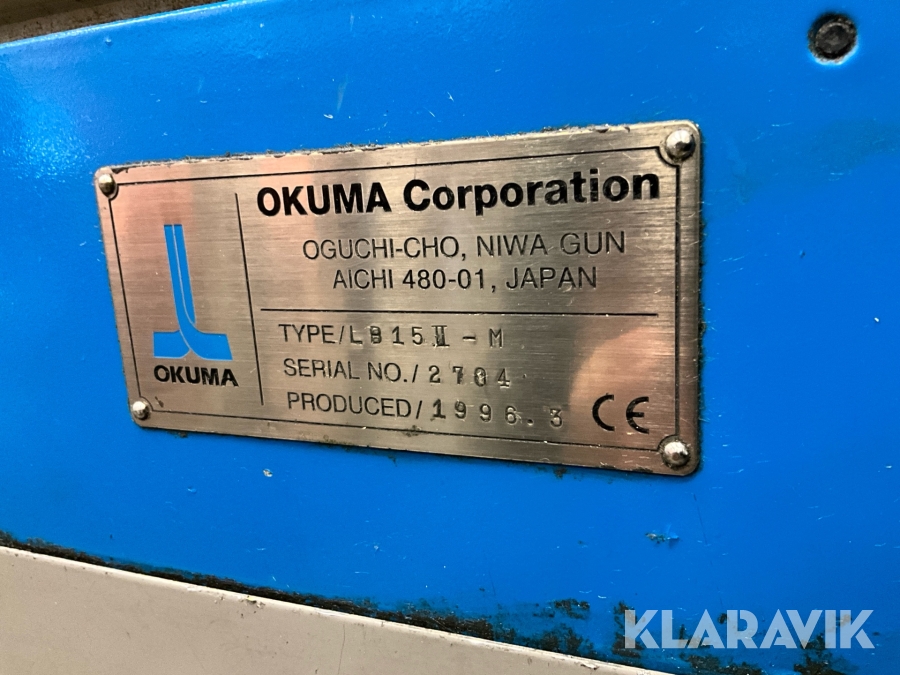 OKUMA Corporation
OGUCHI-CHO, NIWA GUN
AICHI 480-01, JAPAN
TYPE/LB15Ⅱ-M
SERIAL NO./2704
PRODUCED/1996.3 CE
OKUMA
KLARAVIK